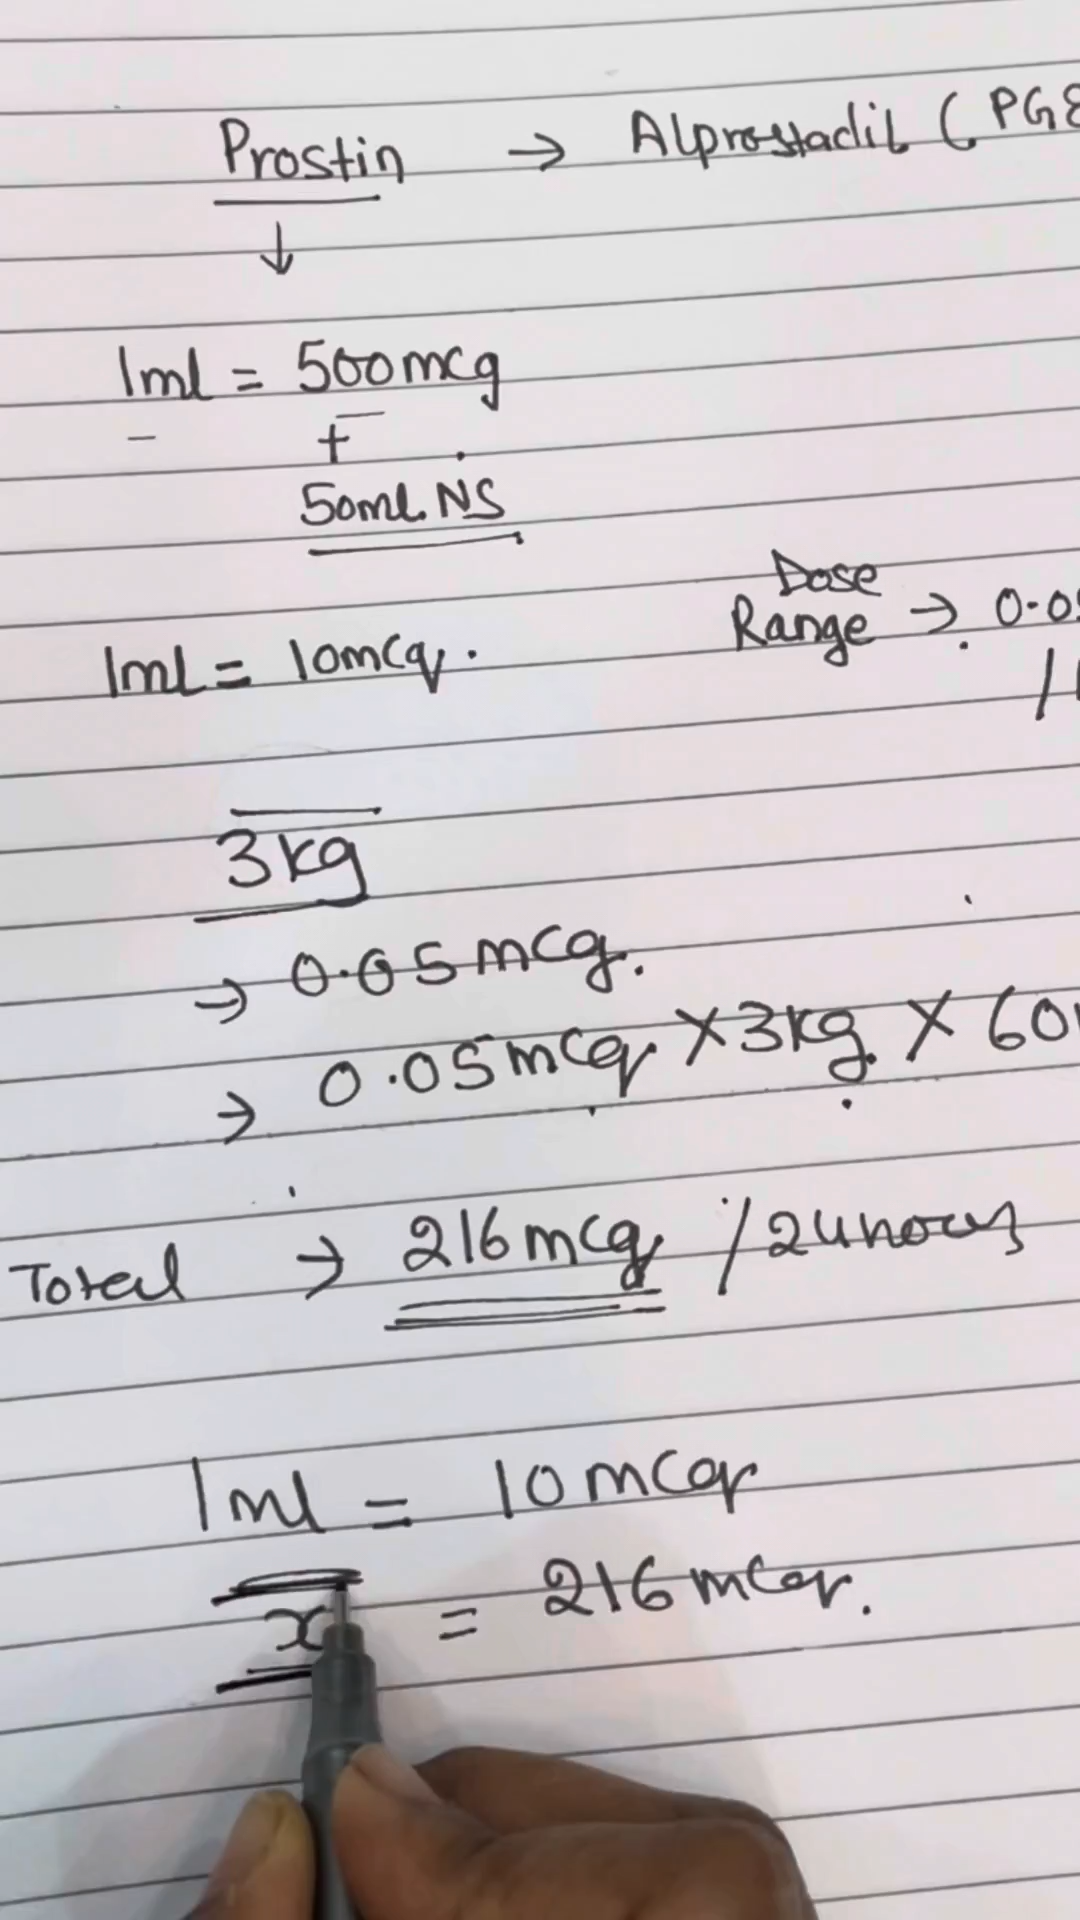 Prostin → Alprostadil (PGE
↓
1ml = 500mcg
+
50ml NS
Dose
Range → 0.05
1ml = 10mcg.
/
3kg
→ 0.05mcg.
→ 0.05mcg X 3kg X 60
Total → 216mcg / 24hours
1ml = 10mcg
x = 216mcg.